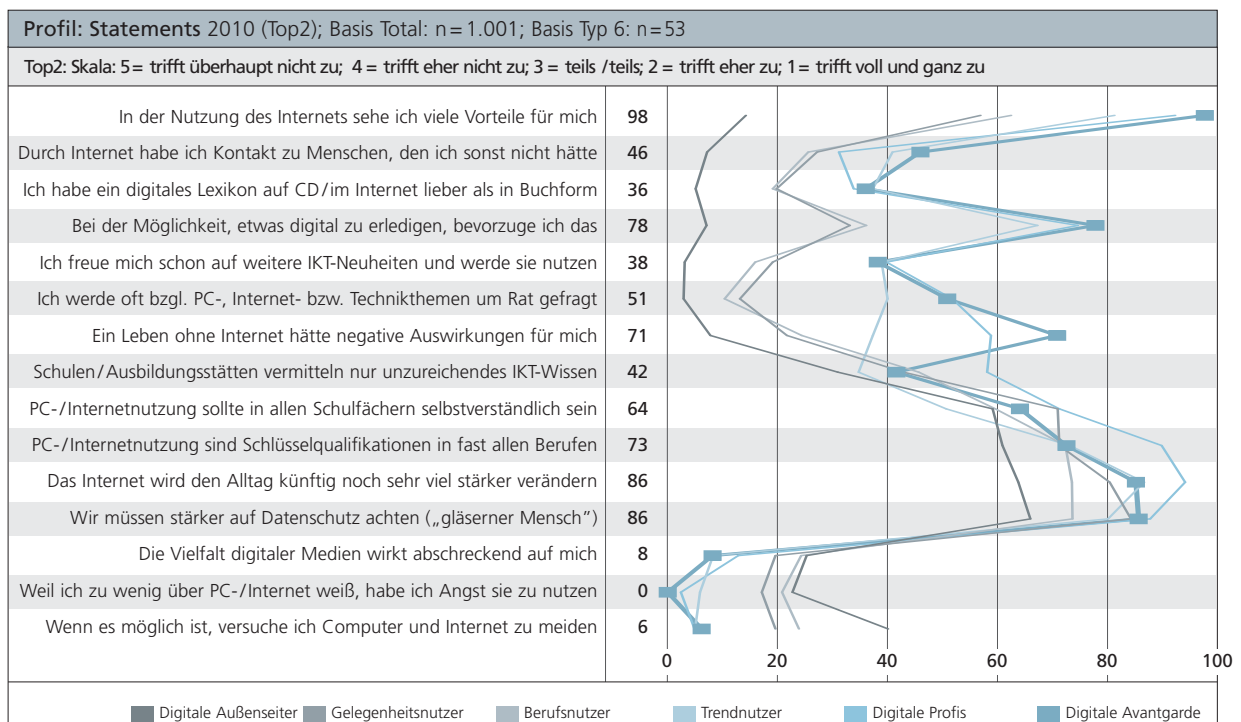 Profil: Statements 2010 (Top2); Basis Total: n = 1.001; Basis Typ 6: n = 53
Top2: Skala: 5 = trifft überhaupt nicht zu; 4 = trifft eher nicht zu; 3 = teils /teils; 2 = trifft eher zu; 1 = trifft voll und ganz zu
In der Nutzung des Internets sehe ich viele Vorteile für mich 98
Durch Internet habe ich Kontakt zu Menschen, den ich sonst nicht hätte 46
Ich habe ein digitales Lexikon auf CD/im Internet lieber als in Buchform 36
Bei der Möglichkeit, etwas digital zu erledigen, bevorzuge ich das 78
Ich freue mich schon auf weitere IKT-Neuheiten und werde sie nutzen 38
Ich werde oft bzgl. PC-, Internet- bzw. Technikthemen um Rat gefragt 51
Ein Leben ohne Internet hätte negative Auswirkungen für mich 71
Schulen/Ausbildungsstätten vermitteln nur unzureichendes IKT-Wissen 42
PC-/Internetnutzung sollte in allen Schulfächern selbstverständlich sein 64
PC-/Internetnutzung sind Schlüsselqualifikationen in fast allen Berufen 73
Das Internet wird den Alltag künftig noch sehr viel stärker verändern 86
Wir müssen stärker auf Datenschutz achten („gläserner Mensch") 86
Die Vielfalt digitaler Medien wirkt abschreckend auf mich 8
Weil ich zu wenig über PC-/Internet weiß, habe ich Angst sie zu nutzen 0
Wenn es möglich ist, versuche ich Computer und Internet zu meiden 6
0 20 40 60 80 100
Digitale Außenseiter Gelegenheitsnutzer Berufsnutzer Trendnutzer Digitale Profis Digitale Avantgarde